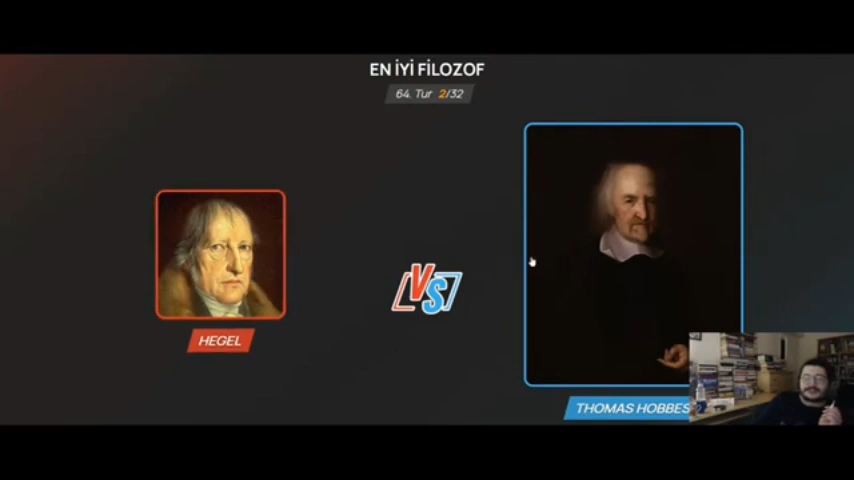 EN İYİ FİLOZOF
64. Tur 2/32
VS
HEGEL
THOMAS HOBBES